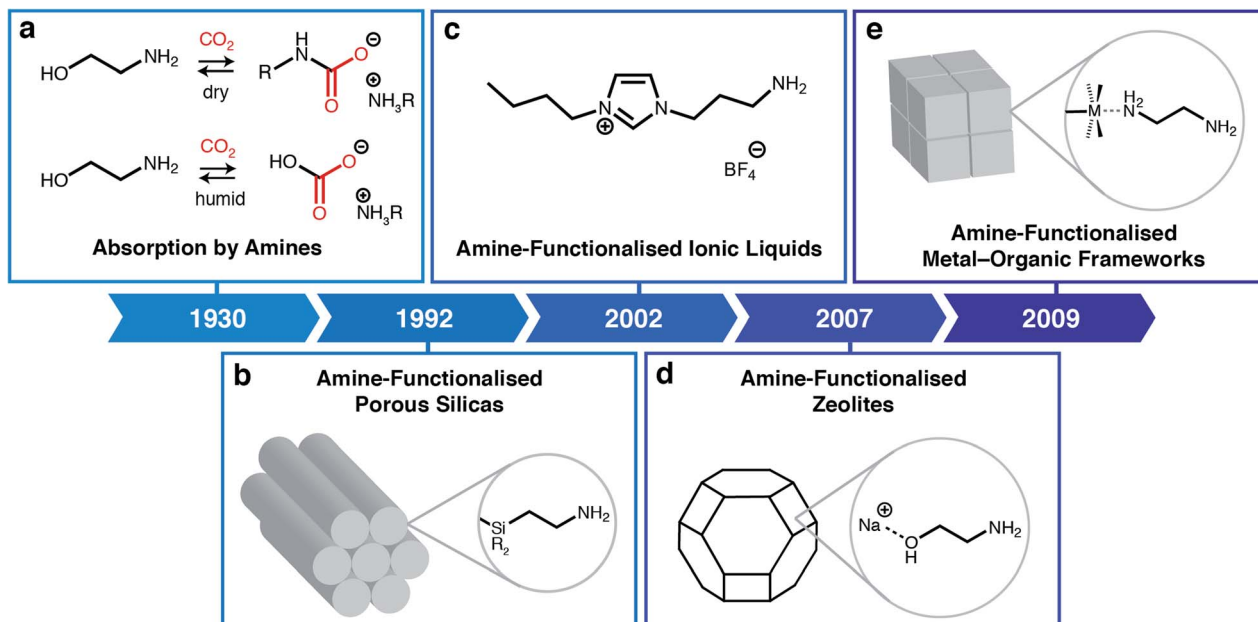 a
CO2
HO
NH2
dry
R
H
N
O⊖
O
⊕
NH3R
CO2
HO
NH2
humid
HO
O⊖
O
⊕
NH3R
Absorption by Amines
c
N
⊕
N
NH2
⊖
BF4
Amine-Functionalised Ionic Liquids
e
M
H2
N
NH2
Amine-Functionalised
Metal–Organic Frameworks
1930
1992
2002
2007
2009
b
Amine-Functionalised
Porous Silicas
Si
R2
NH2
d
Amine-Functionalised
Zeolites
Na⊕
O
H
NH2